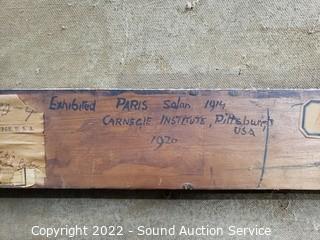 Exhibited PARIS Salon 1914
CARNEGIE INSTITUTE, Pittsburgh
USA
1920
Copyright © 2022 - Sound Auction Service